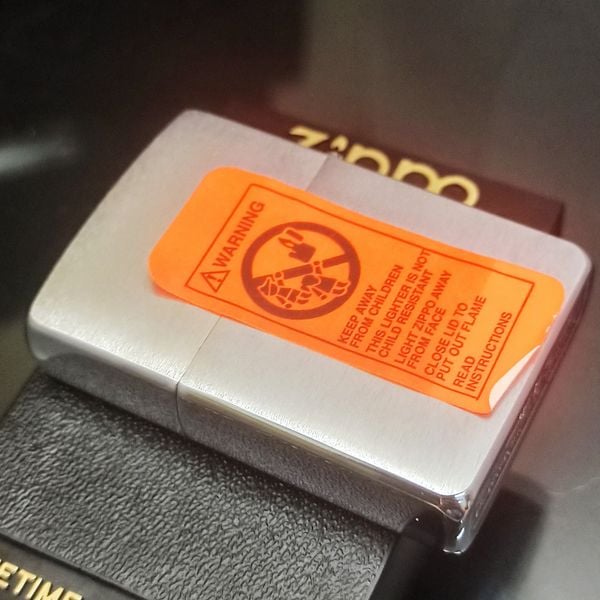 zippo
WARNING
KEEP AWAY
FROM CHILDREN
THIS LIGHTER IS NOT
CHILD RESISTANT
LIGHT ZIPPO AWAY
FROM FACE
CLOSE LID TO
PUT OUT FLAME
READ
INSTRUCTIONS
ETIME